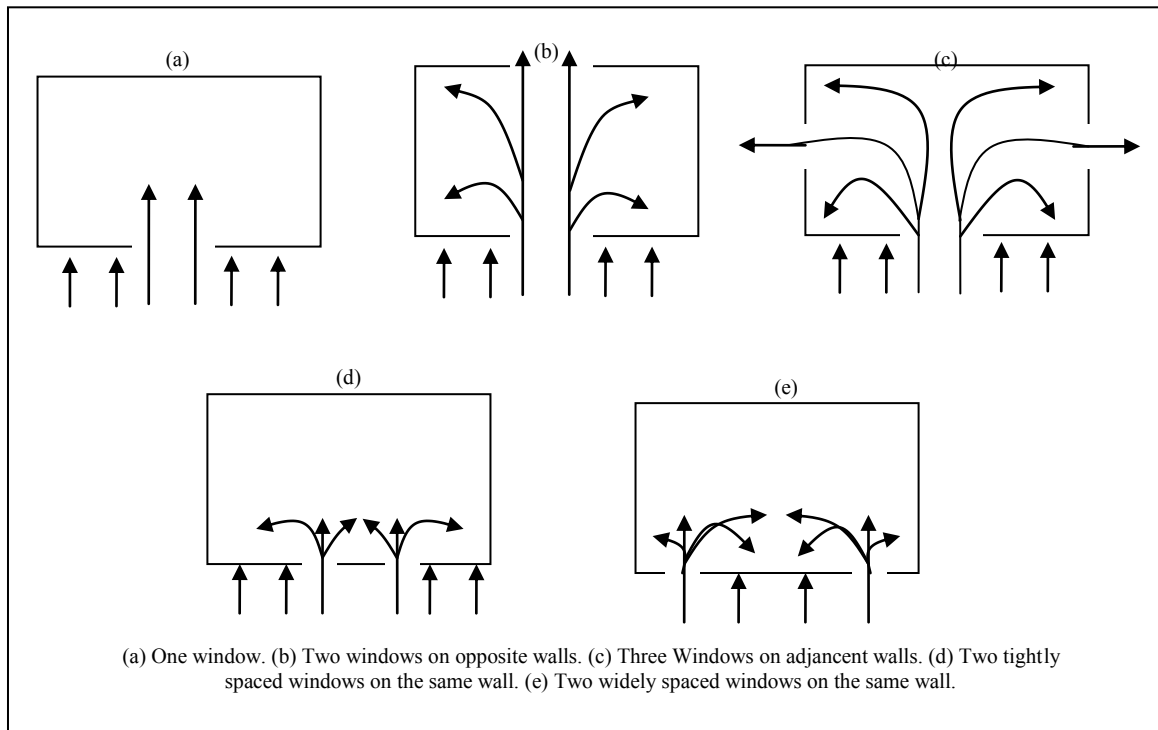 (a)
(b)
(c)
(d)
(e)
(a) One window. (b) Two windows on opposite walls. (c) Three Windows on adjancent walls. (d) Two tightly
spaced windows on the same wall. (e) Two widely spaced windows on the same wall.